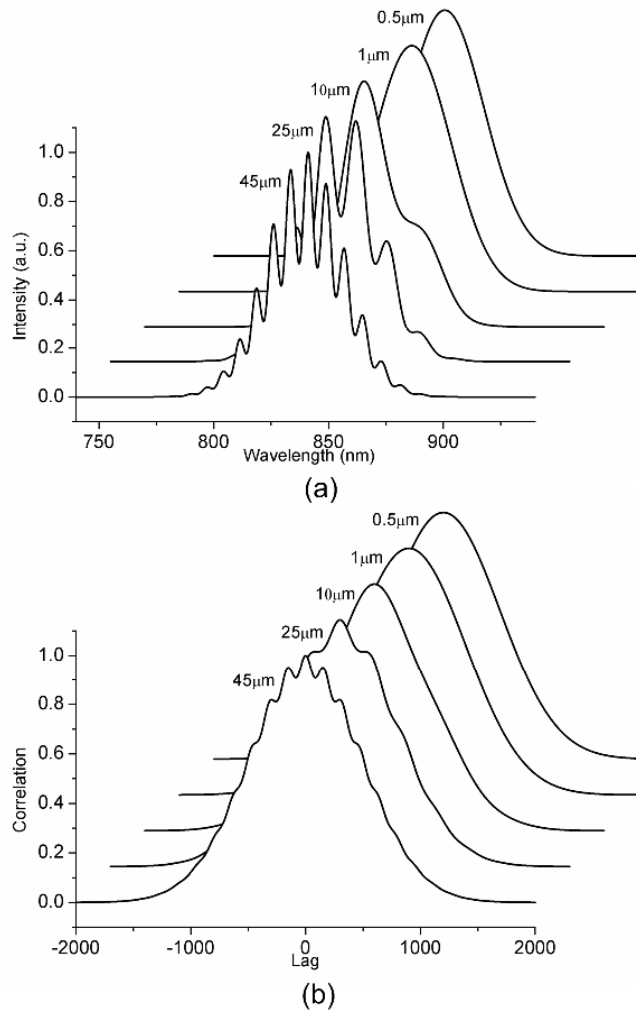 0.5μm
1μm
10μm
25μm
45μm
1.0
0.8
0.6
0.4
0.2
0.0
Intensity (a.u.)
750 800 850 900
Wavelength (nm)
(a)
0.5μm
1μm
10μm
25μm
45μm
1.0
0.8
0.6
0.4
0.2
0.0
Correlation
-2000 -1000 0 1000 2000
Lag
(b)